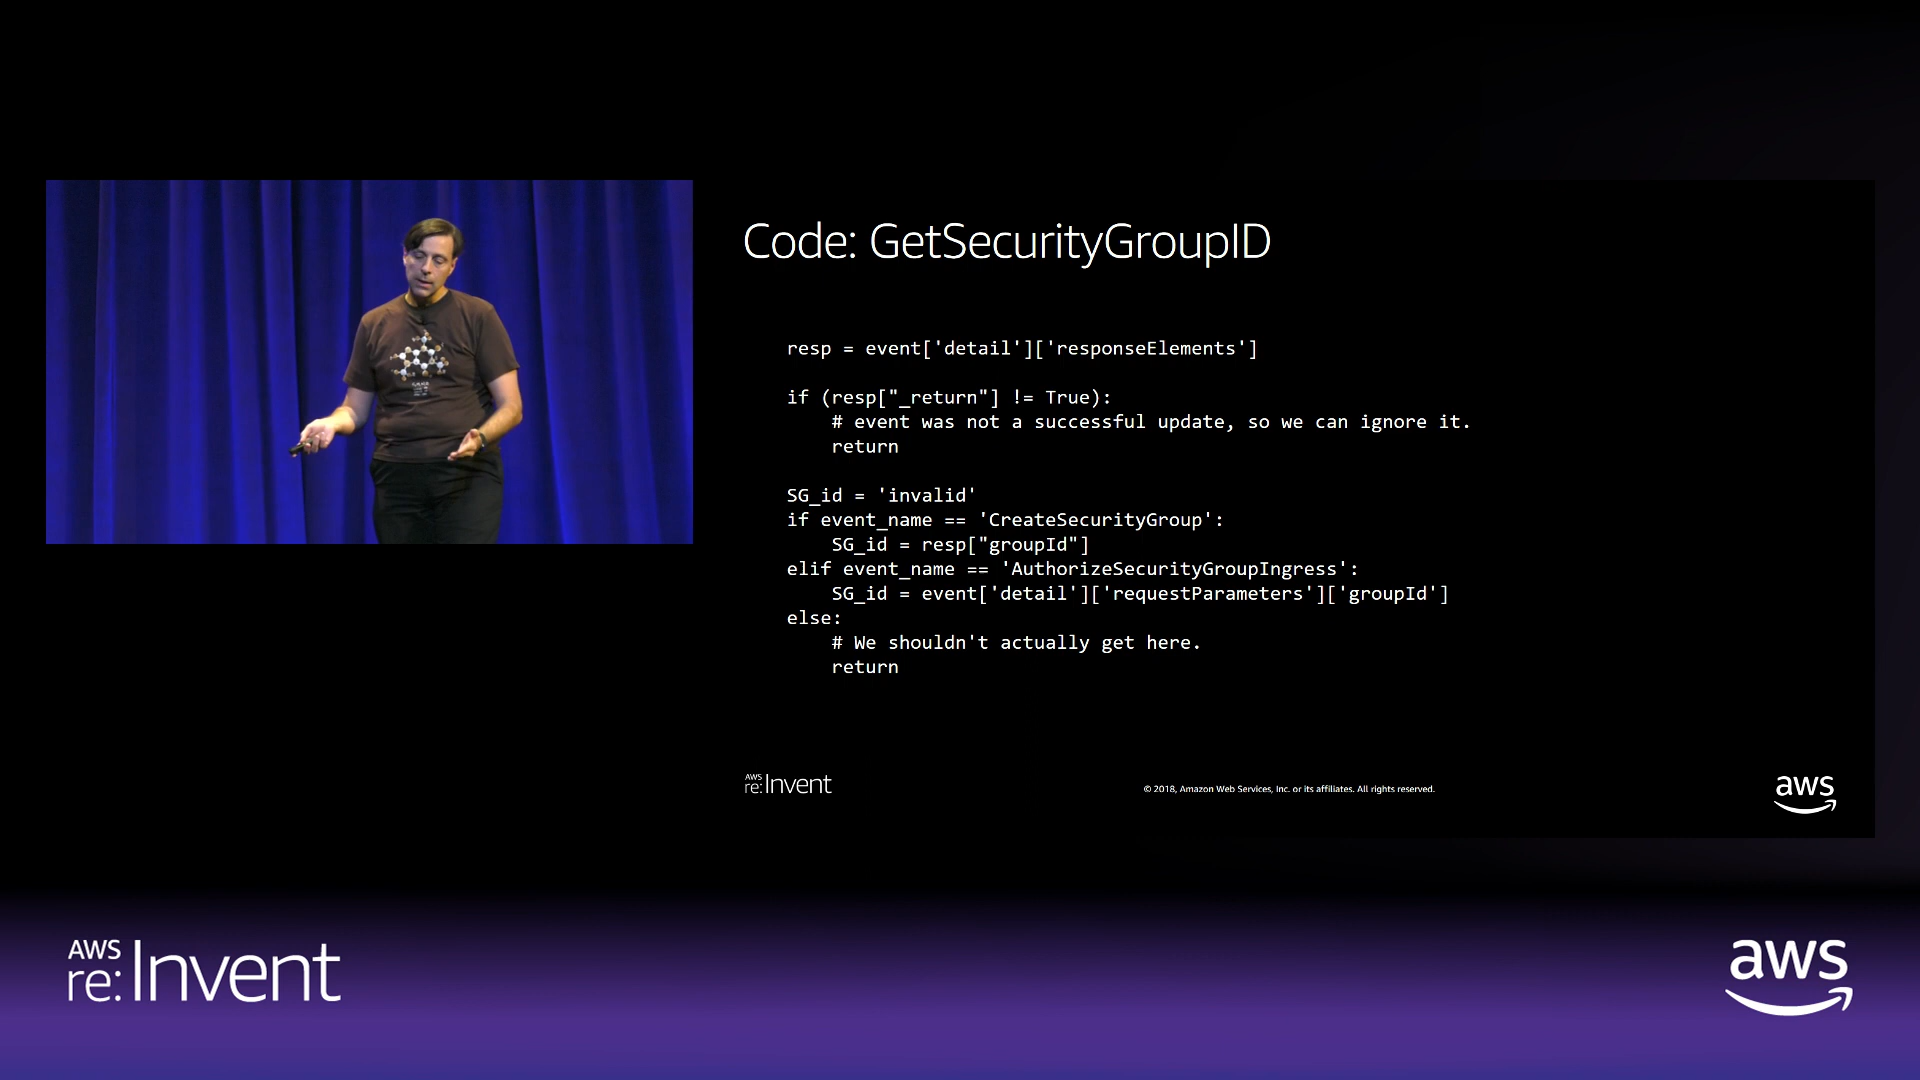 Code: GetSecurityGroupID
resp = event['detail']['responseElements']
if (resp["_return"] != True):
# event was not a successful update, so we can ignore it.
return
SG_id = 'invalid'
if event_name == 'CreateSecurityGroup':
SG_id = resp["groupId"]
elif event_name == 'AuthorizeSecurityGroupIngress':
SG_id = event['detail']['requestParameters']['groupId']
else:
# We shouldn't actually get here.
return
AWS
re:Invent
© 2018, Amazon Web Services, Inc. or its affiliates. All rights reserved.
aws
AWS
re:Invent
aws